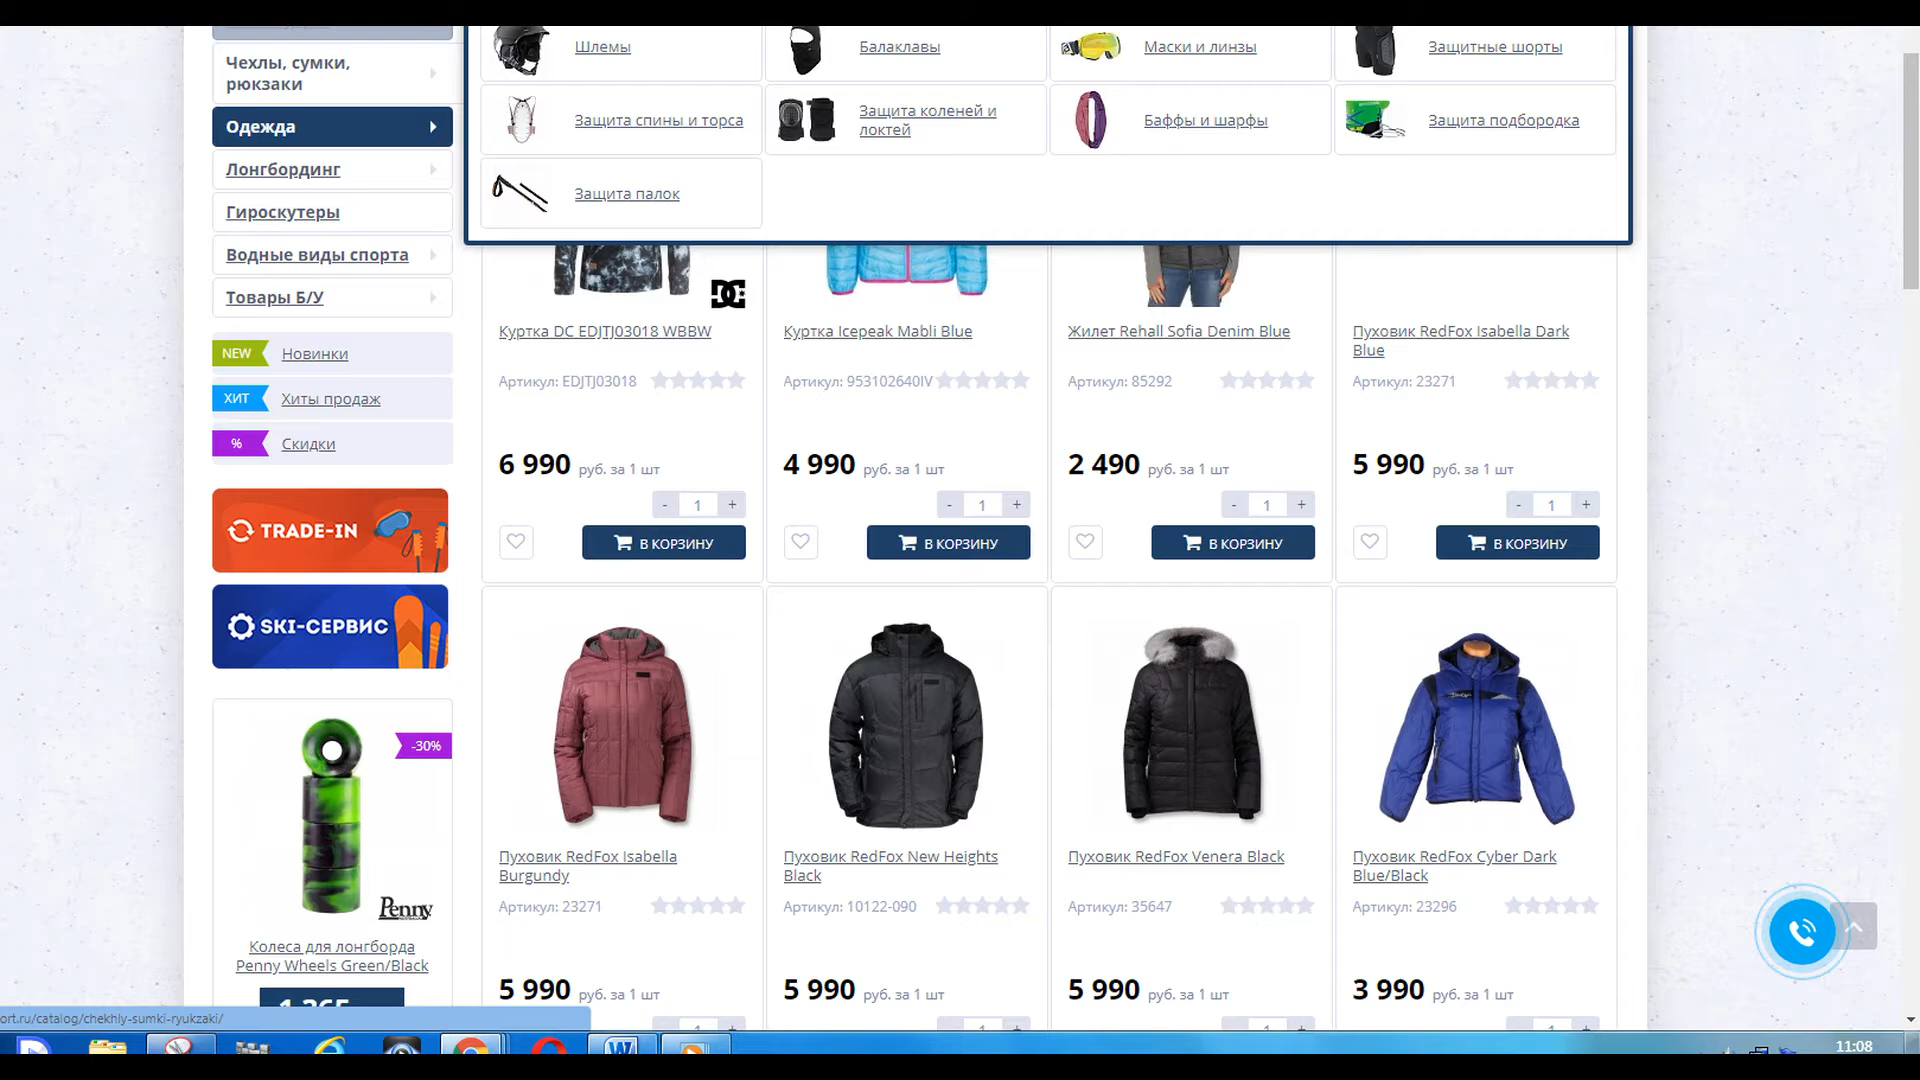 Шлемы
Балаклавы
Маски и линзы
Защитные шорты
Чехлы, сумки,
рюкзаки
Защита спины и торса
Защита коленей и
локтей
Баффы и шарфы
Защита подбородка
Одежда
Лонгбординг
Защита палок
Гироскутеры
Водные виды спорта
Товары Б/У
NEW Новинки
ХИТ Хиты продаж
% Скидки
TRADE-IN
SKI-СЕРВИС
-30%
Penny
Колеса для лонгборда
Penny Wheels Green/Black
DC
Куртка DC EDJTJ03018 WBBW
Артикул: EDJTJ03018
6 990 руб. за 1 шт
- 1 +
В КОРЗИНУ
Куртка Icepeak Mabli Blue
Артикул: 953102640IV
4 990 руб. за 1 шт
- 1 +
В КОРЗИНУ
Жилет Rehall Sofia Denim Blue
Артикул: 85292
2 490 руб. за 1 шт
- 1 +
В КОРЗИНУ
Пуховик RedFox Isabella Dark
Blue
Артикул: 23271
5 990 руб. за 1 шт
- 1 +
В КОРЗИНУ
Пуховик RedFox Isabella
Burgundy
Артикул: 23271
5 990 руб. за 1 шт
Пуховик RedFox New Heights
Black
Артикул: 10122-090
5 990 руб. за 1 шт
Пуховик RedFox Venera Black
Артикул: 35647
5 990 руб. за 1 шт
Пуховик RedFox Cyber Dark
Blue/Black
Артикул: 23296
3 990 руб. за 1 шт
ort.ru/catalog/chekhly-sumki-ryukzaki/
11:08